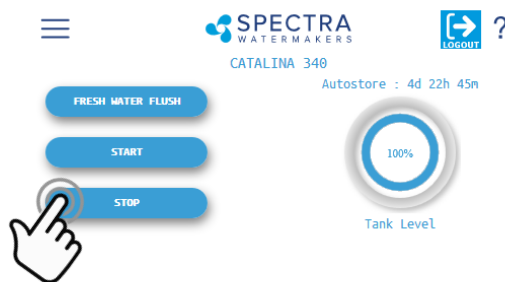 SPECTRA
WATERMAKERS
LOGOUT
?
CATALINA 340
Autostore : 4d 22h 45m
FRESH WATER FLUSH
START
100%
STOP
Tank Level